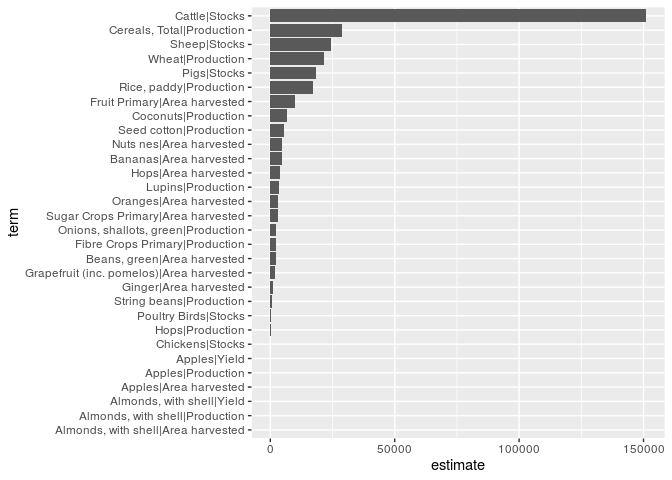 Cattle|Stocks
Cereals, Total|Production
Sheep|Stocks
Wheat|Production
Pigs|Stocks
Rice, paddy|Production
Fruit Primary|Area harvested
Coconuts|Production
Seed cotton|Production
Nuts nes|Area harvested
Bananas|Area harvested
Hops|Area harvested
Lupins|Production
Oranges|Area harvested
Sugar Crops Primary|Area harvested
Onions, shallots, green|Production
Fibre Crops Primary|Production
Beans, green|Area harvested
Grapefruit (inc. pomelos)|Area harvested
Ginger|Area harvested
String beans|Production
Poultry Birds|Stocks
Hops|Production
Chickens|Stocks
Apples|Yield
Apples|Production
Apples|Area harvested
Almonds, with shell|Yield
Almonds, with shell|Production
Almonds, with shell|Area harvested
term
0 50000 100000 150000
estimate